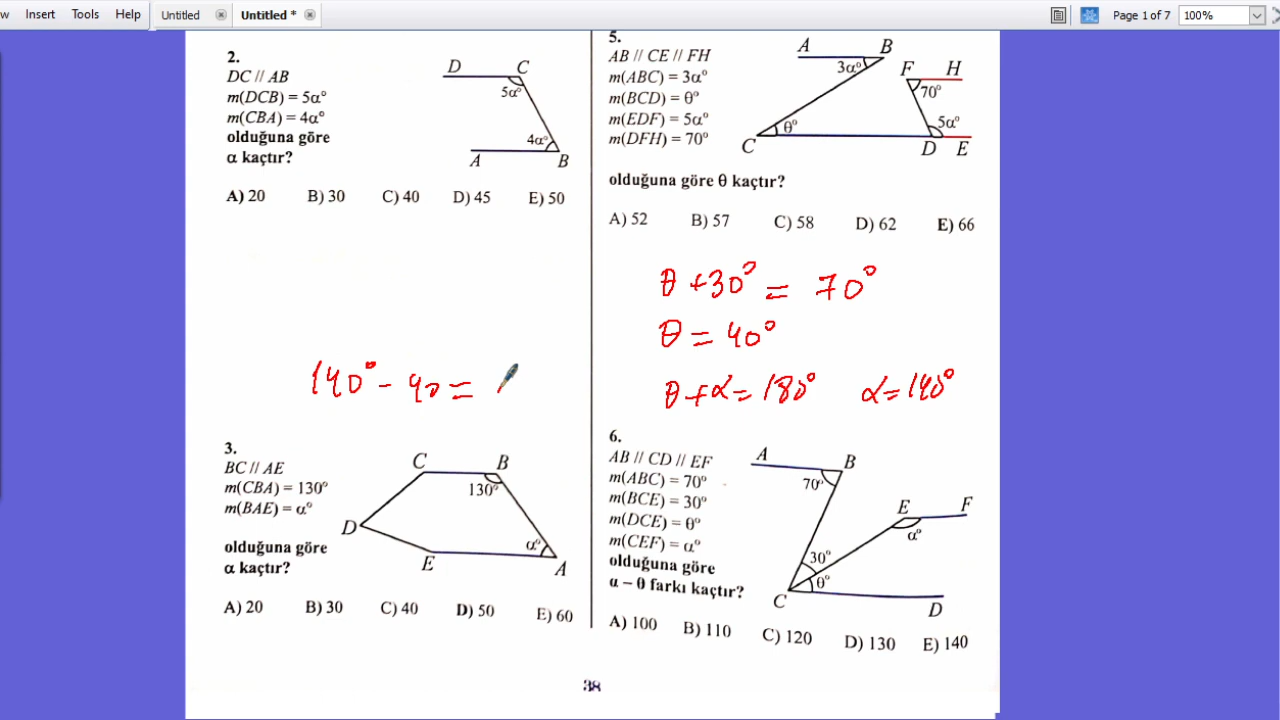 w Insert Tools Help Untitled Untitled * Page 1 of 7 100%
2.
DC // AB
m(DCB) = 5α°
m(CBA) = 4α°
olduğuna göre
α kaçtır?
D C
5α°
4α°
A B
A) 20 B) 30 C) 40 D) 45 E) 50
140° - 40 =
3.
BC // AE
m(CBA) = 130°
m(BAE) = α°
olduğuna göre
α kaçtır?
C B
130°
D
α°
E A
A) 20 B) 30 C) 40 D) 50 E) 60
5.
AB // CE // FH
m(ABC) = 3α°
m(BCD) = θ°
m(EDF) = 5α°
m(DFH) = 70°
A B
3α° F H
70°
θ° 5α°
C D E
olduğuna göre θ kaçtır?
A) 52 B) 57 C) 58 D) 62 E) 66
θ + 30° = 70°
θ = 40°
θ + α = 180° α = 140°
6.
AB // CD // EF
m(ABC) = 70°
m(BCE) = 30°
m(DCE) = θ°
m(CEF) = α°
olduğuna göre
α – θ farkı kaçtır?
A B
70°
E F
α°
30°
θ°
C D
A) 100 B) 110 C) 120 D) 130 E) 140
38